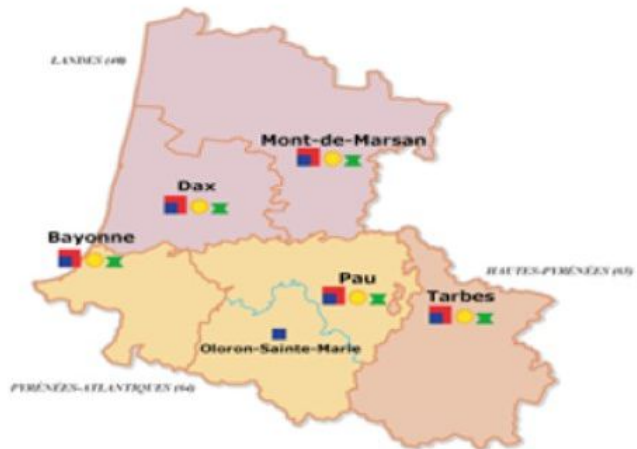 LANDES (40)
Mont-de-Marsan
Dax
Bayonne
Pau
HAUTES-PYRÉNÉES (65)
Tarbes
Oloron-Sainte-Marie
PYRÉNÉES-ATLANTIQUES (64)